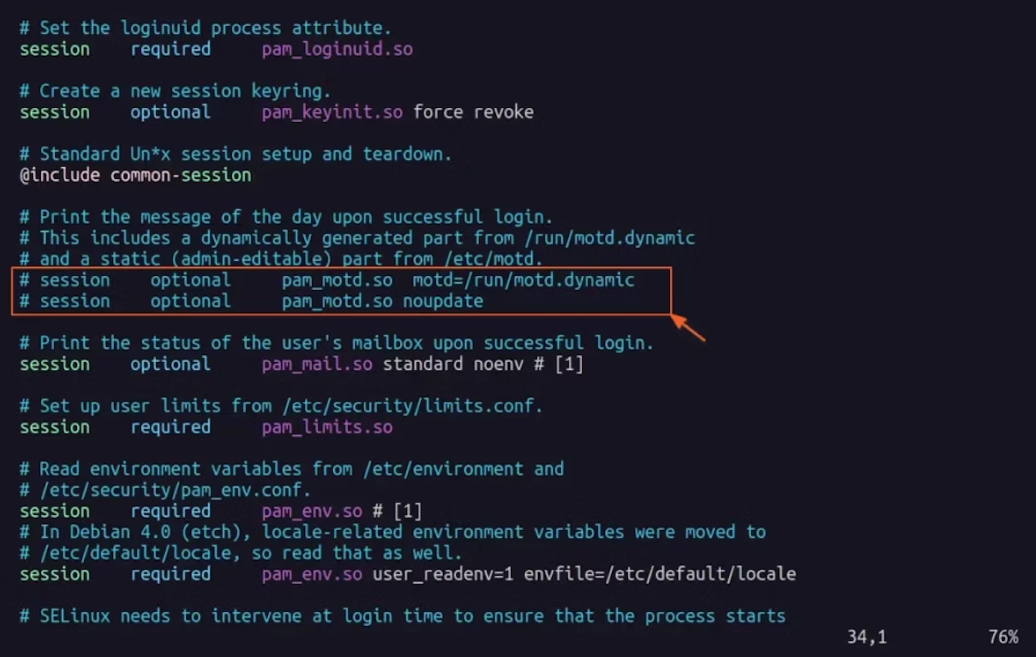 # Set the loginuid process attribute.
session    required     pam_loginuid.so
# Create a new session keyring.
session    optional     pam_keyinit.so force revoke
# Standard Un*x session setup and teardown.
@include common-session
# Print the message of the day upon successful login.
# This includes a dynamically generated part from /run/motd.dynamic
# and a static (admin-editable) part from /etc/motd.
# session    optional     pam_motd.so  motd=/run/motd.dynamic
# session    optional     pam_motd.so noupdate
# Print the status of the user's mailbox upon successful login.
session    optional     pam_mail.so standard noenv # [1]
# Set up user limits from /etc/security/limits.conf.
session    required     pam_limits.so
# Read environment variables from /etc/environment and
# /etc/security/pam_env.conf.
session    required     pam_env.so # [1]
# In Debian 4.0 (etch), locale-related environment variables were moved to
# /etc/default/locale, so read that as well.
session    required     pam_env.so user_readenv=1 envfile=/etc/default/locale
# SELinux needs to intervene at login time to ensure that the process starts
34,1          76%